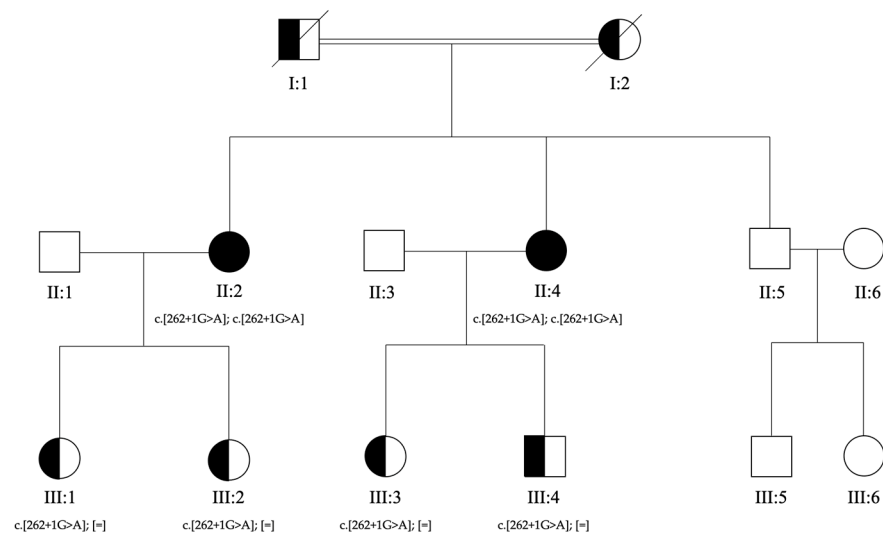 I:1
I:2
II:1
II:2
II:3
II:4
II:5
II:6
c.[262+1G>A]; c.[262+1G>A]
c.[262+1G>A]; c.[262+1G>A]
III:1
III:2
III:3
III:4
III:5
III:6
c.[262+1G>A]; [=]
c.[262+1G>A]; [=]
c.[262+1G>A]; [=]
c.[262+1G>A]; [=]